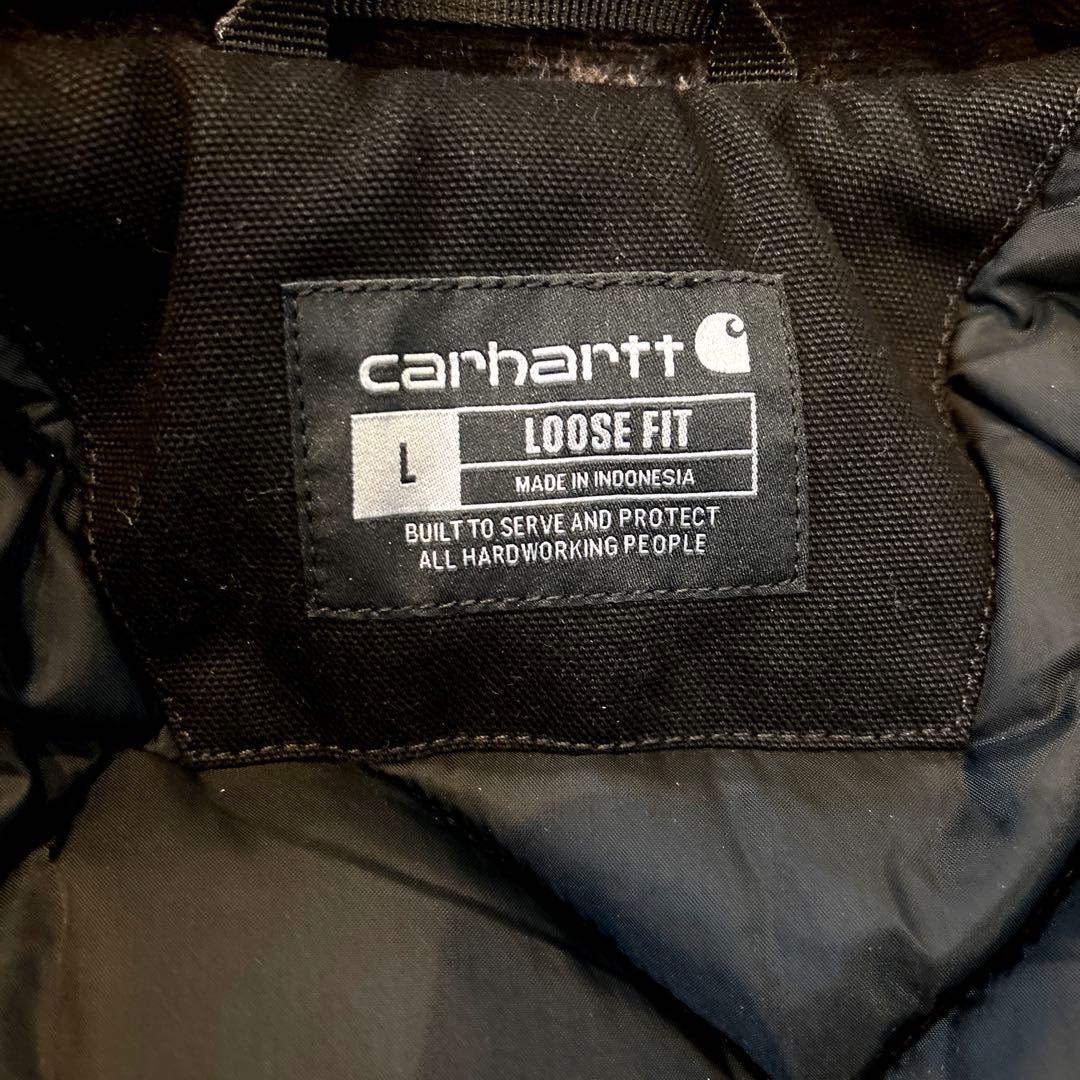 carhartt
L
LOOSE FIT
MADE IN INDONESIA
BUILT TO SERVE AND PROTECT
ALL HARDWORKING PEOPLE